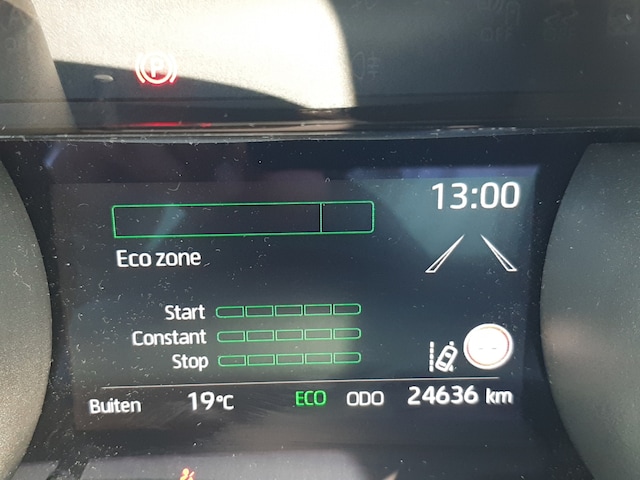 P
13:00
Eco zone
Start
Constant
Stop
--
Buiten 19°C ECO ODO 24636 km